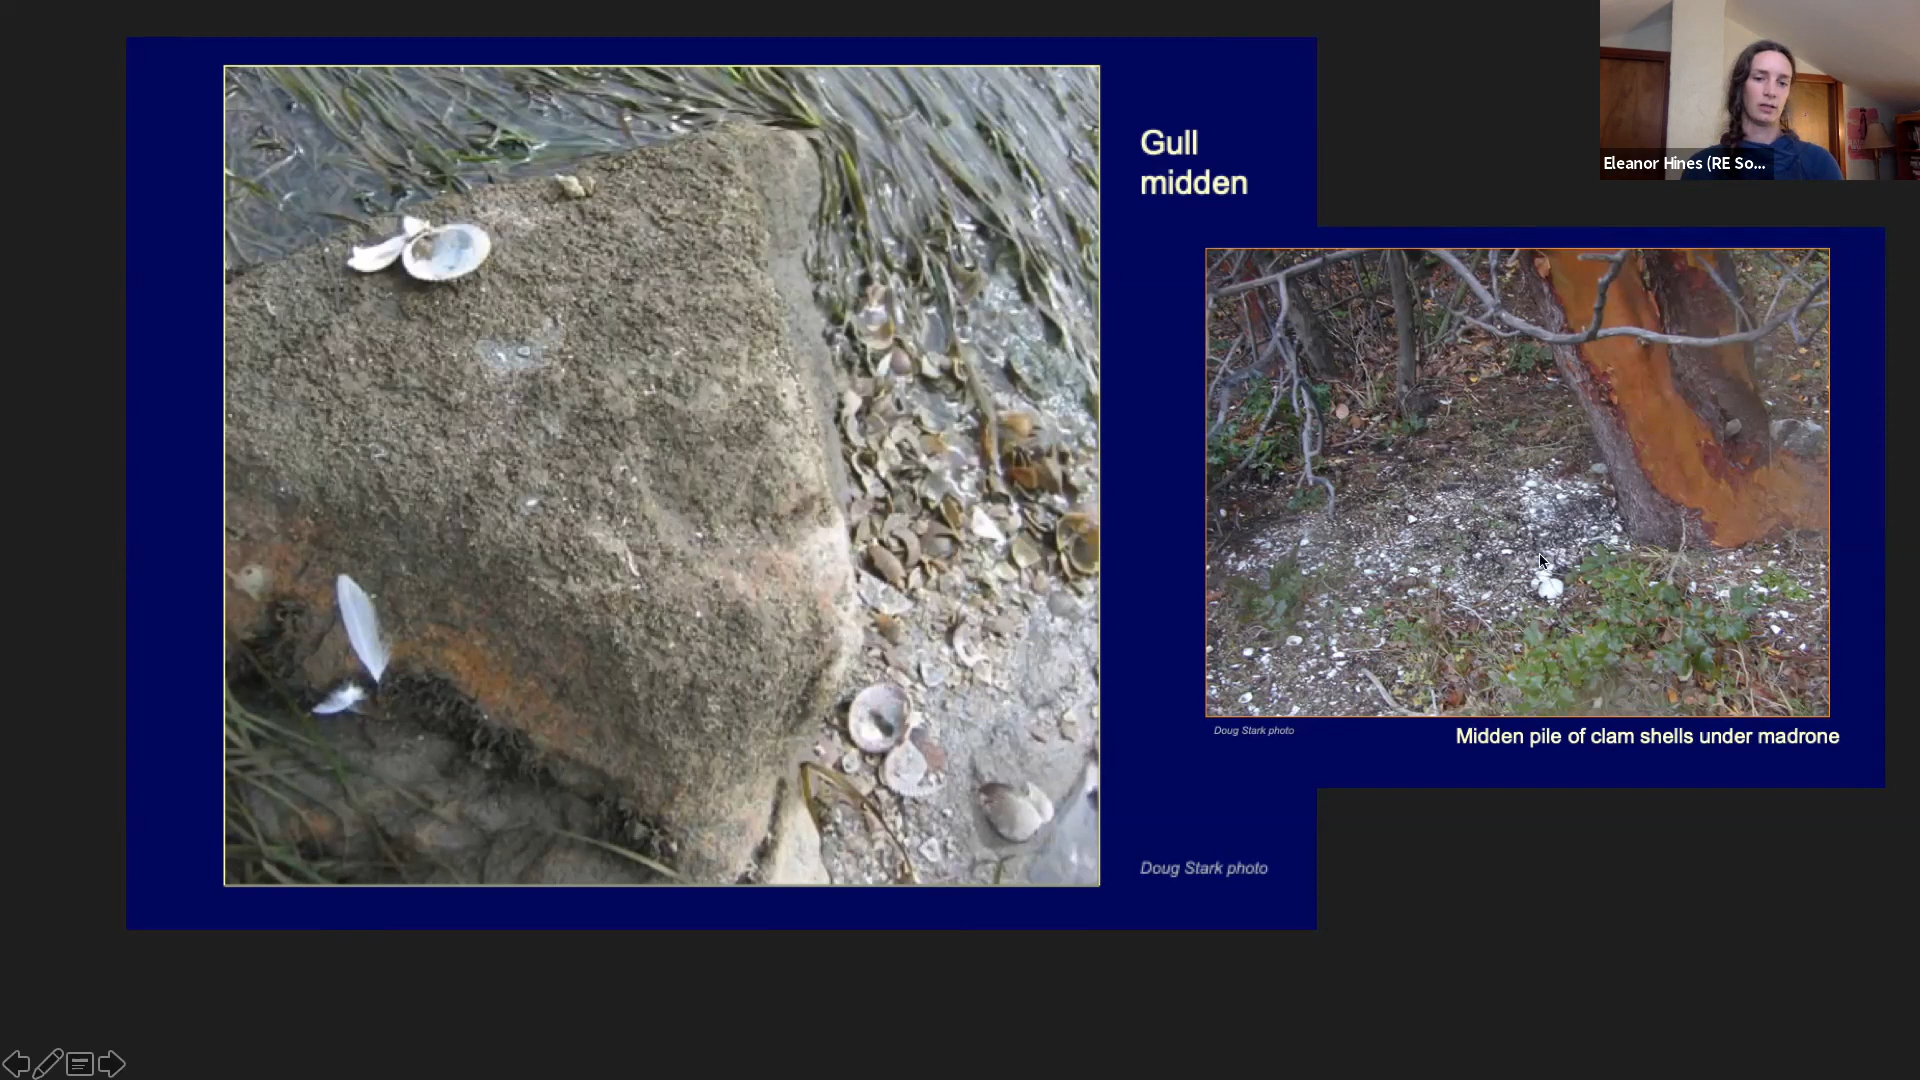 Gull
midden
Eleanor Hines (RE So...
Doug Stark photo
Midden pile of clam shells under madrone
Doug Stark photo